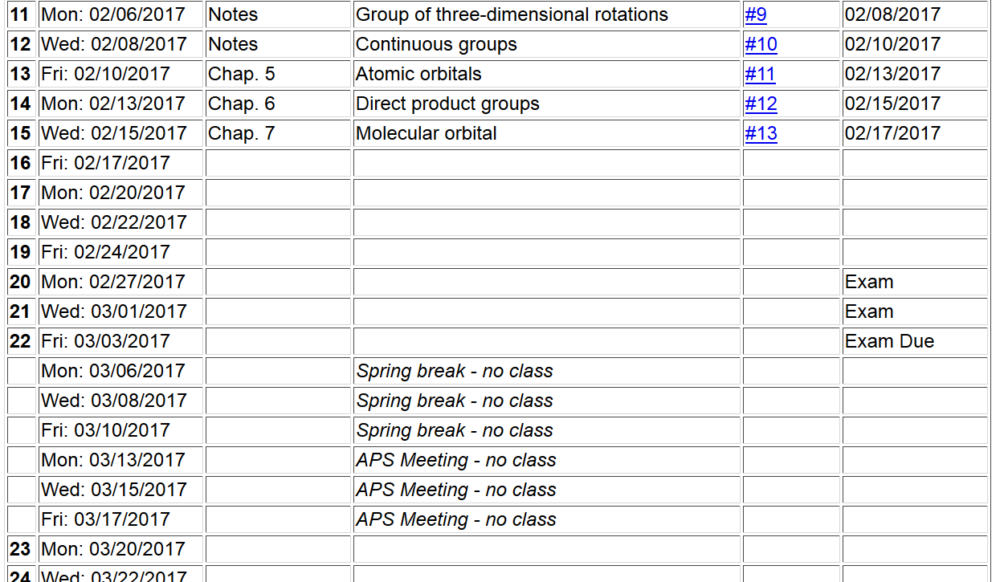 11 Mon: 02/06/2017 Notes Group of three-dimensional rotations #9 02/08/2017
12 Wed: 02/08/2017 Notes Continuous groups #10 02/10/2017
13 Fri: 02/10/2017 Chap. 5 Atomic orbitals #11 02/13/2017
14 Mon: 02/13/2017 Chap. 6 Direct product groups #12 02/15/2017
15 Wed: 02/15/2017 Chap. 7 Molecular orbital #13 02/17/2017
16 Fri: 02/17/2017
17 Mon: 02/20/2017
18 Wed: 02/22/2017
19 Fri: 02/24/2017
20 Mon: 02/27/2017 Exam
21 Wed: 03/01/2017 Exam
22 Fri: 03/03/2017 Exam Due
Mon: 03/06/2017 Spring break - no class
Wed: 03/08/2017 Spring break - no class
Fri: 03/10/2017 Spring break - no class
Mon: 03/13/2017 APS Meeting - no class
Wed: 03/15/2017 APS Meeting - no class
Fri: 03/17/2017 APS Meeting - no class
23 Mon: 03/20/2017
24 Wed: 03/22/2017